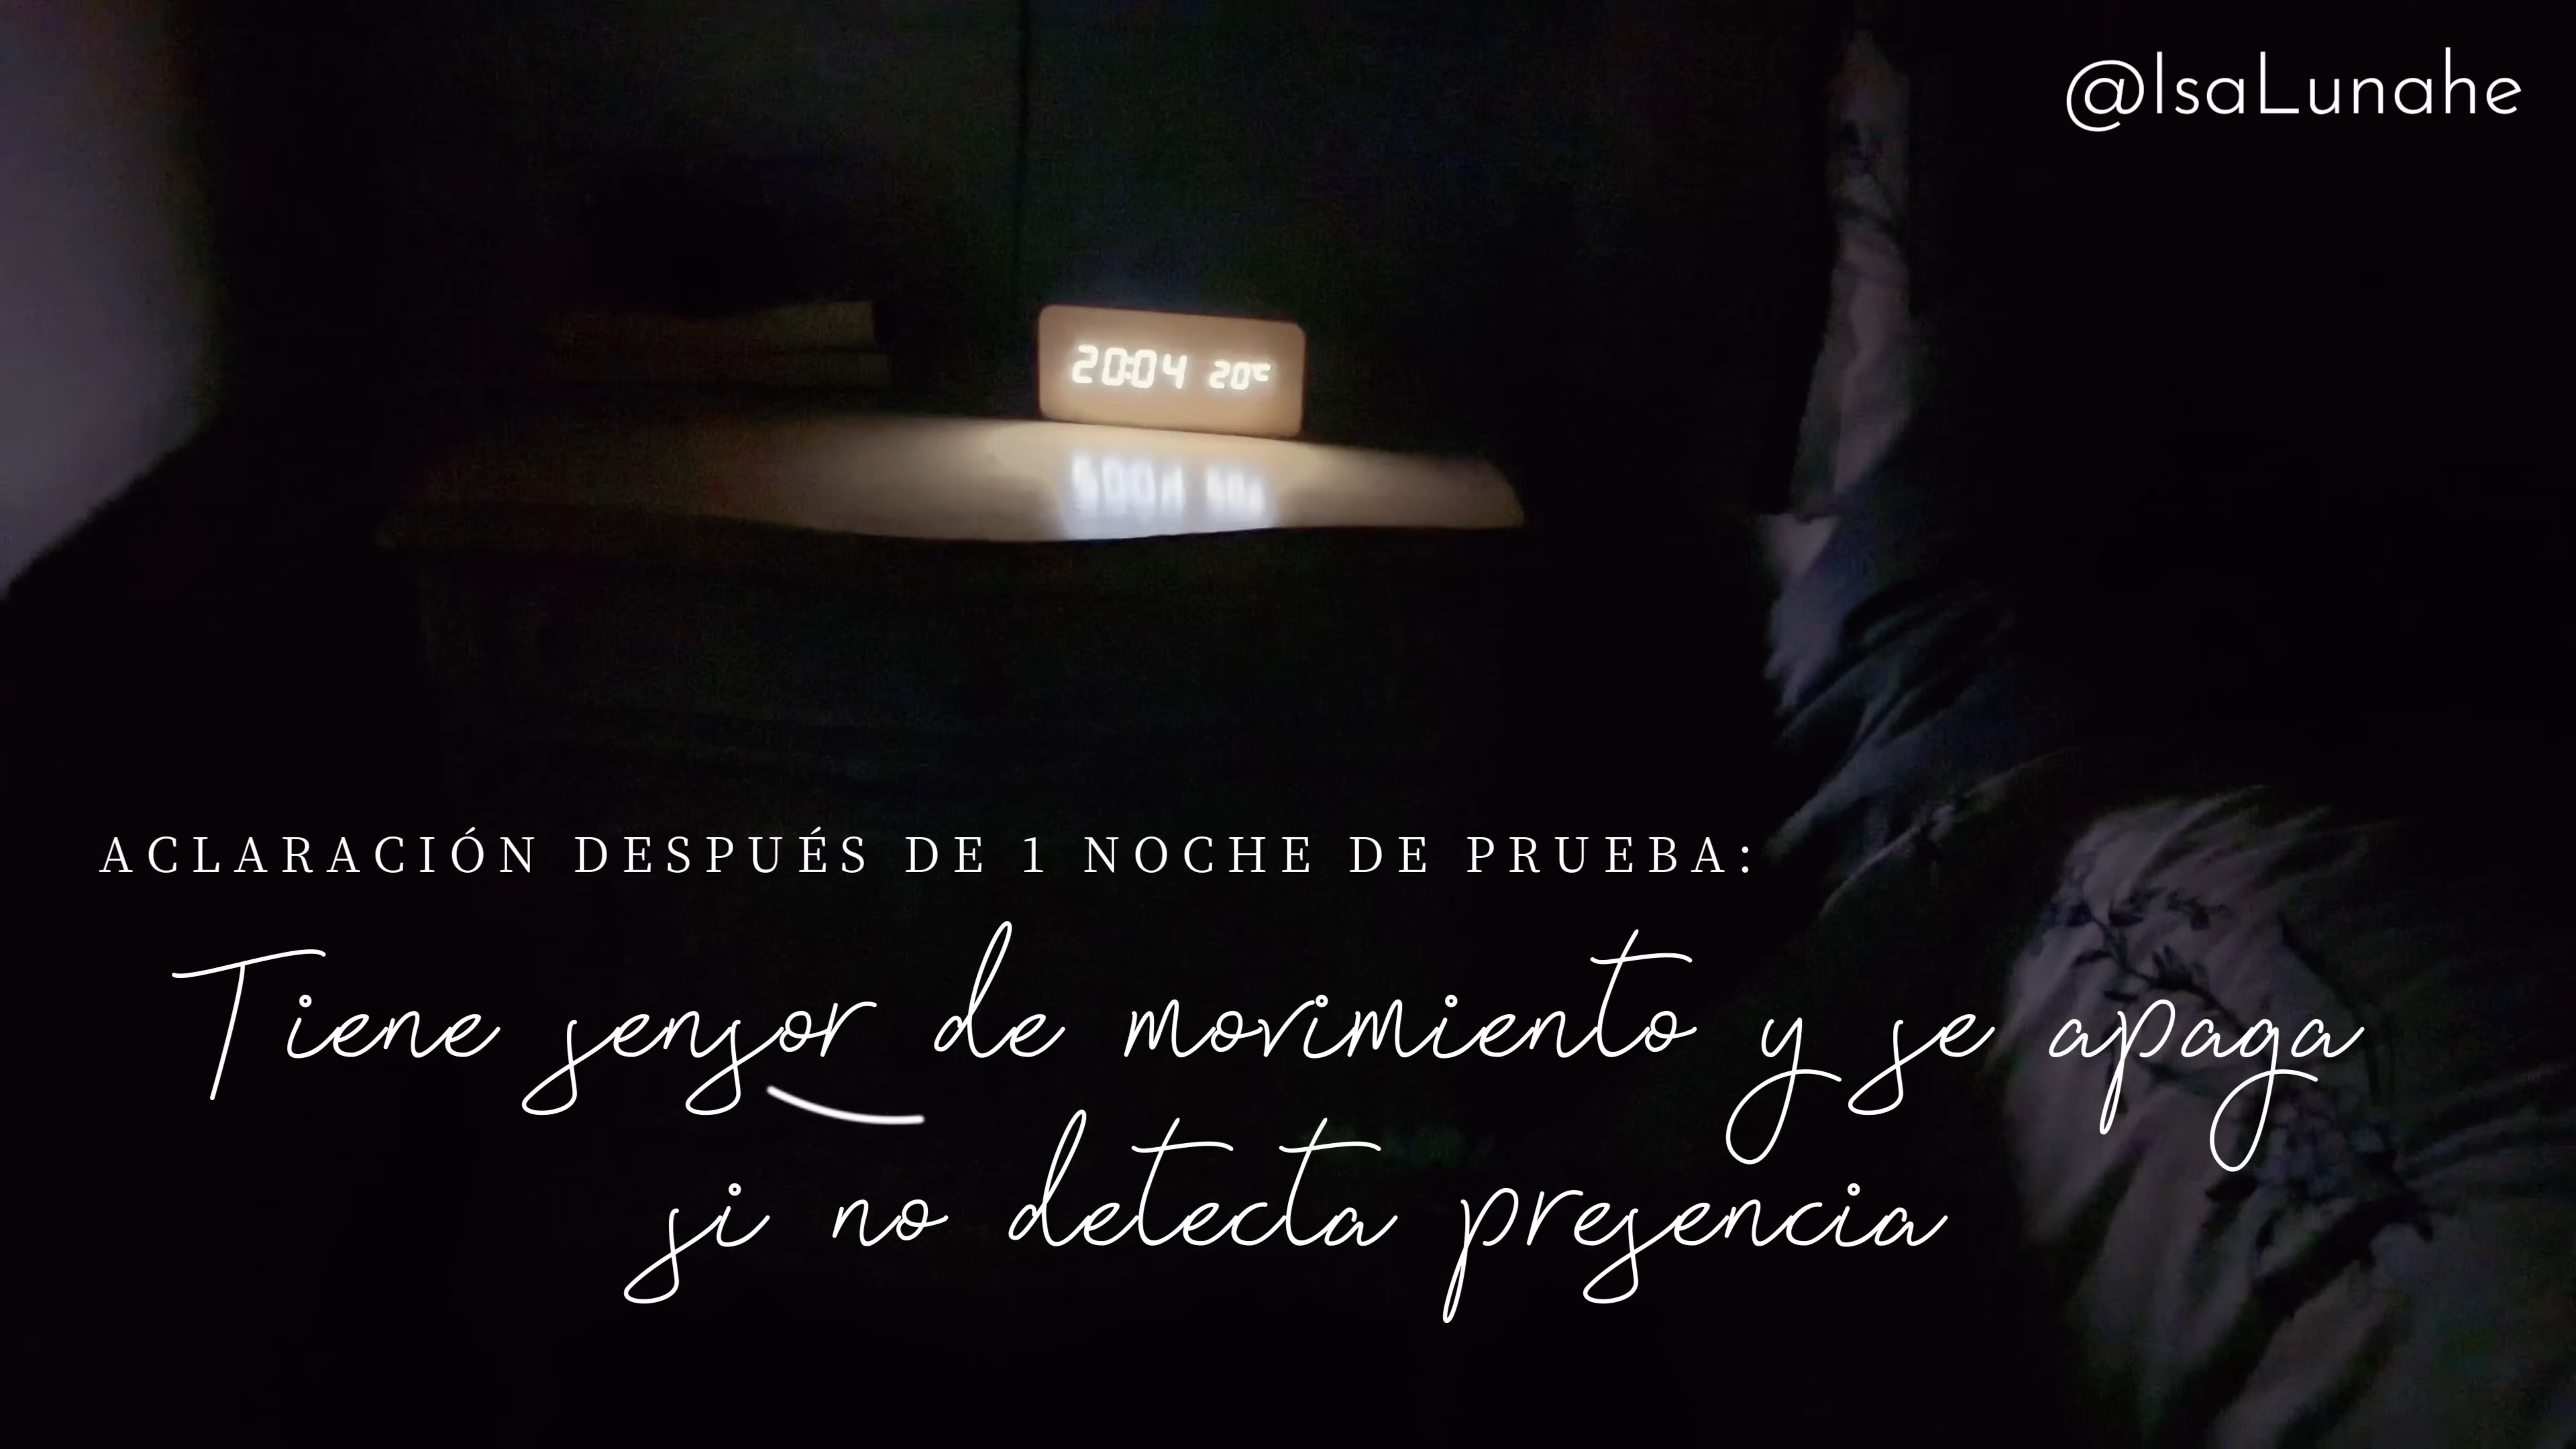 @IsaLunahe
20:04 20°C
ACLARACIÓN DESPUÉS DE 1 NOCHE DE PRUEBA:
Tiene sensor de movimiento y se apaga
si no detecta presencia